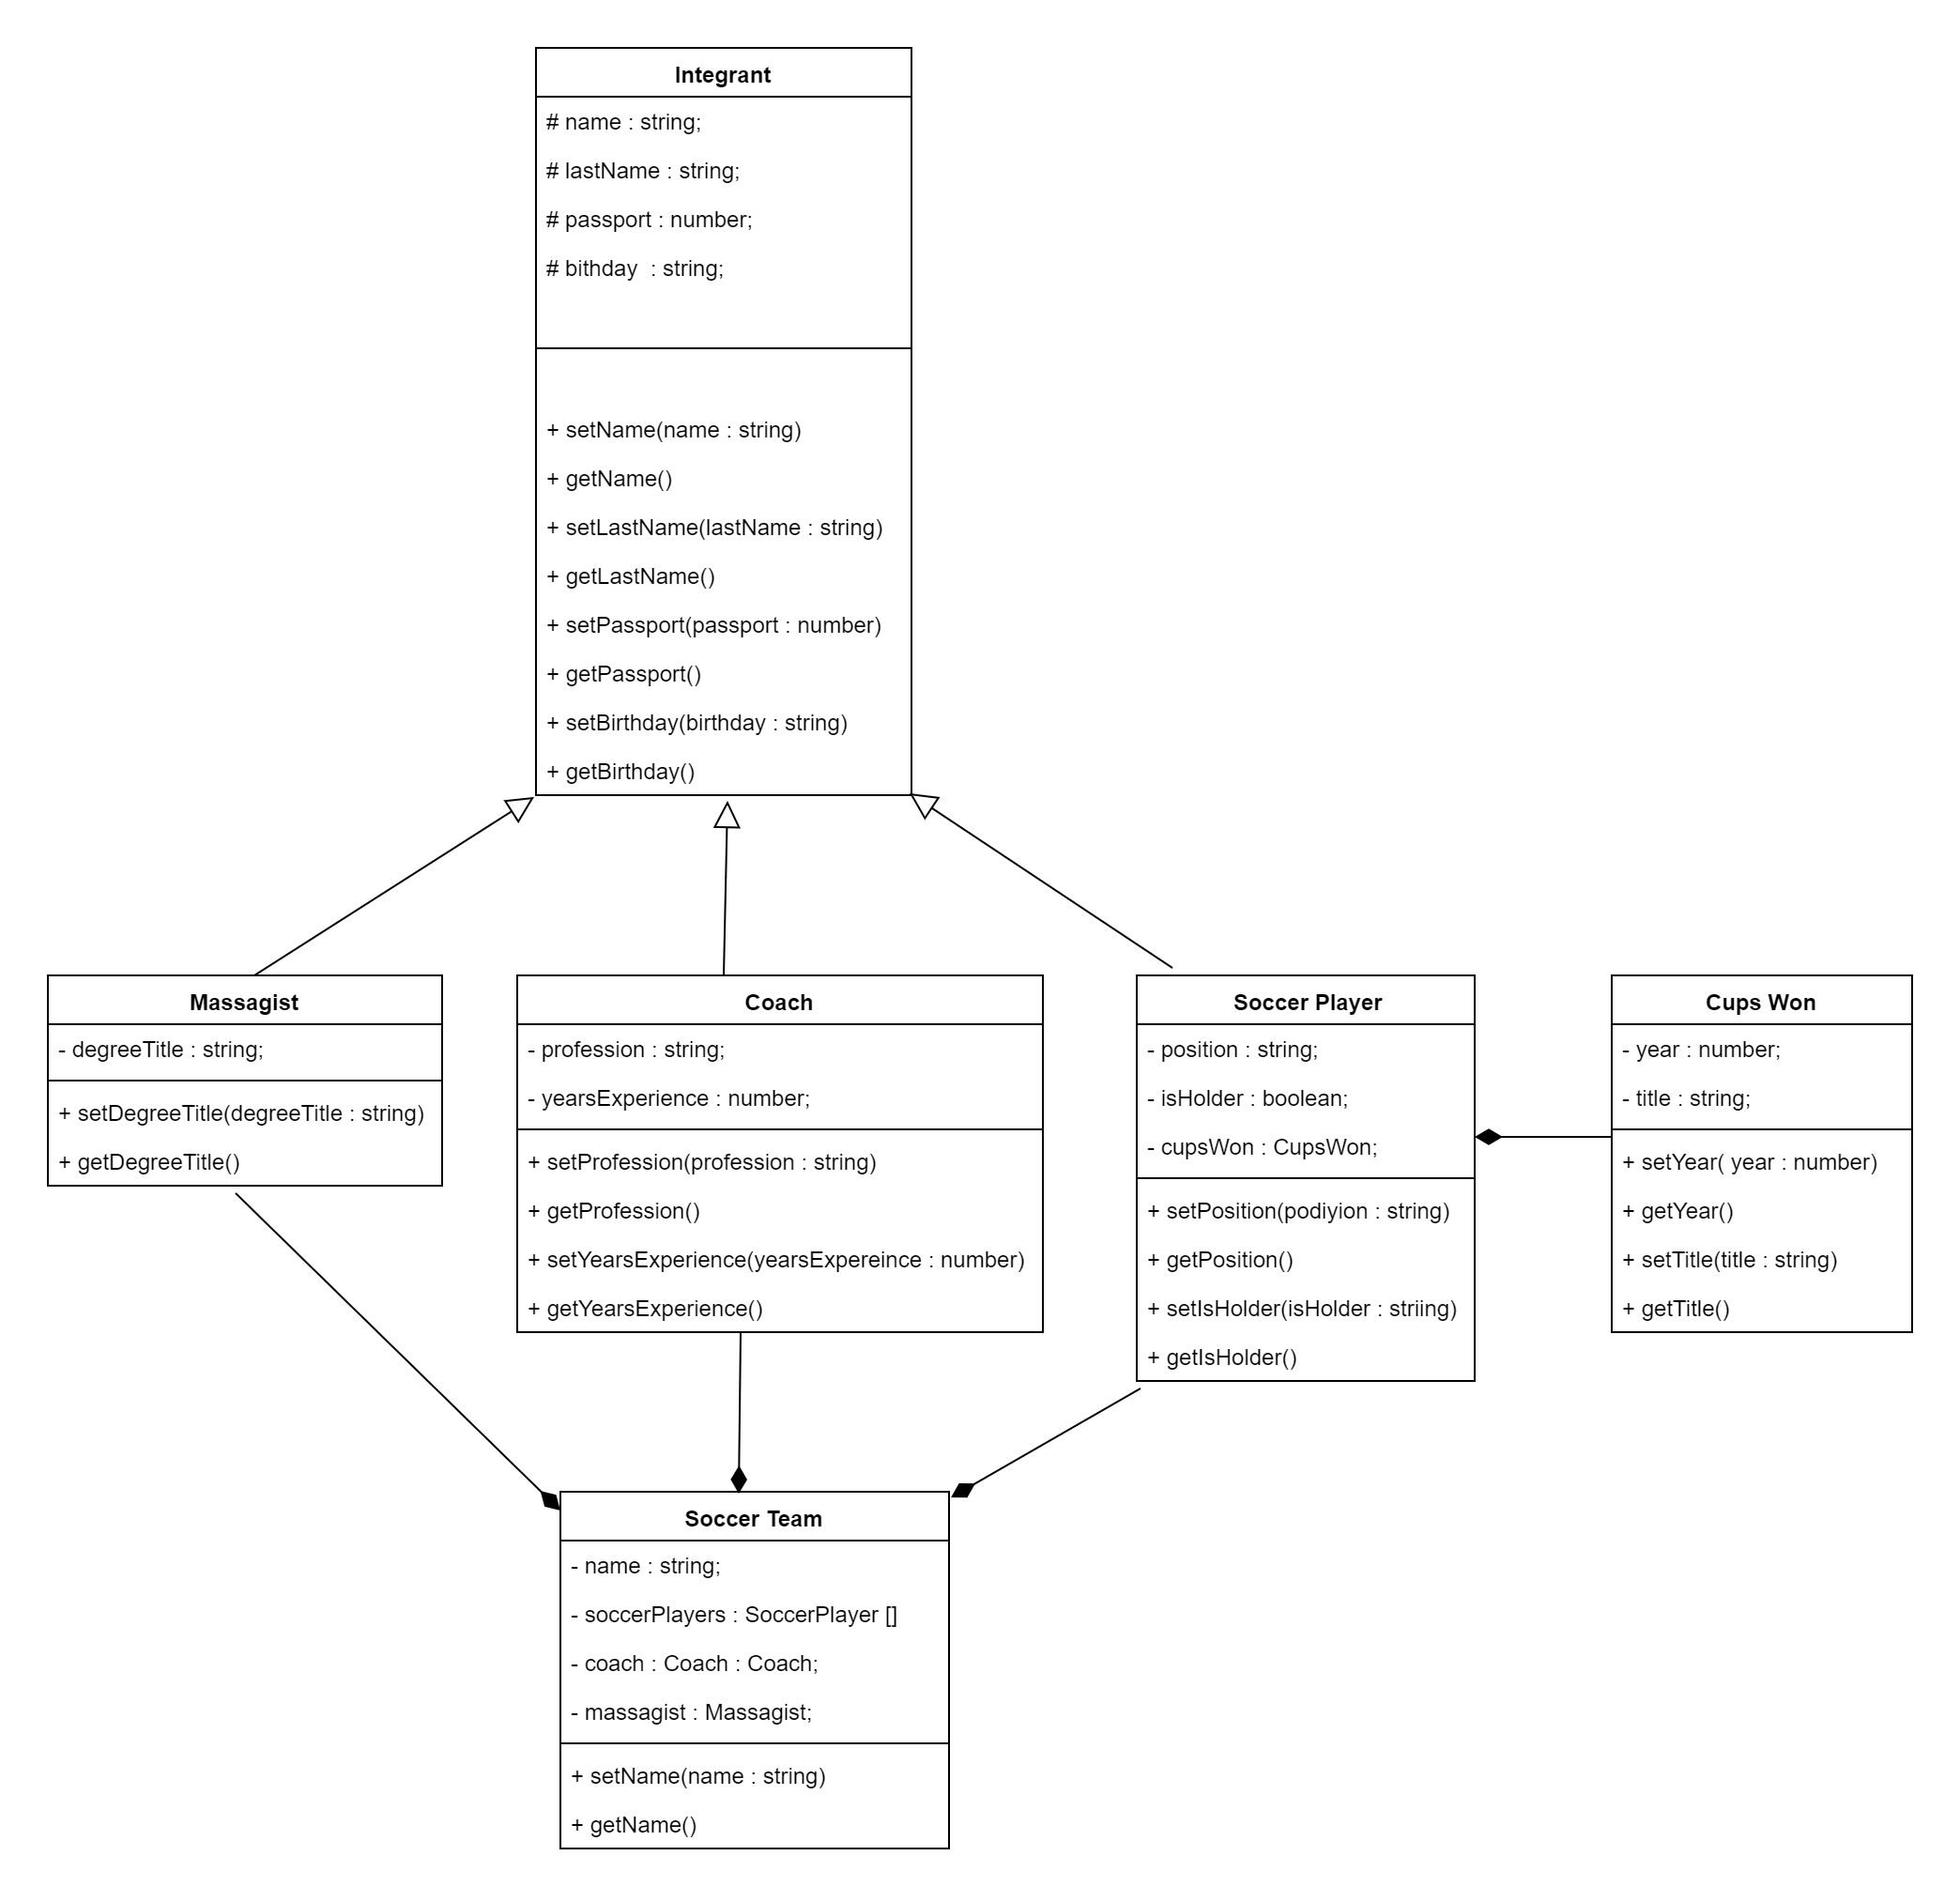 Integrant
# name : string;
# lastName : string;
# passport : number;
# bithday  : string;
+ setName(name : string)
+ getName()
+ setLastName(lastName : string)
+ getLastName()
+ setPassport(passport : number)
+ getPassport()
+ setBirthday(birthday : string)
+ getBirthday()
Massagist
- degreeTitle : string;
+ setDegreeTitle(degreeTitle : string)
+ getDegreeTitle()
Coach
- profession : string;
- yearsExperience : number;
+ setProfession(profession : string)
+ getProfession()
+ setYearsExperience(yearsExpereince : number)
+ getYearsExperience()
Soccer Player
- position : string;
- isHolder : boolean;
- cupsWon : CupsWon;
+ setPosition(podiyion : string)
+ getPosition()
+ setIsHolder(isHolder : striing)
+ getIsHolder()
Cups Won
- year : number;
- title : string;
+ setYear( year : number)
+ getYear()
+ setTitle(title : string)
+ getTitle()
Soccer Team
- name : string;
- soccerPlayers : SoccerPlayer []
- coach : Coach : Coach;
- massagist : Massagist;
+ setName(name : string)
+ getName()